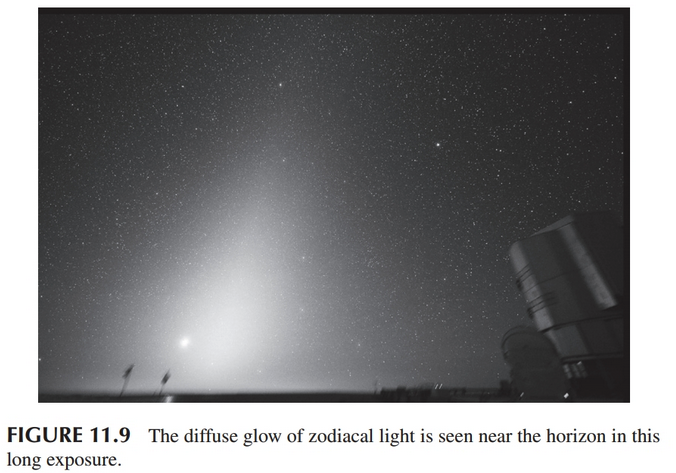 FIGURE 11.9 The diffuse glow of zodiacal light is seen near the horizon in this
long exposure.